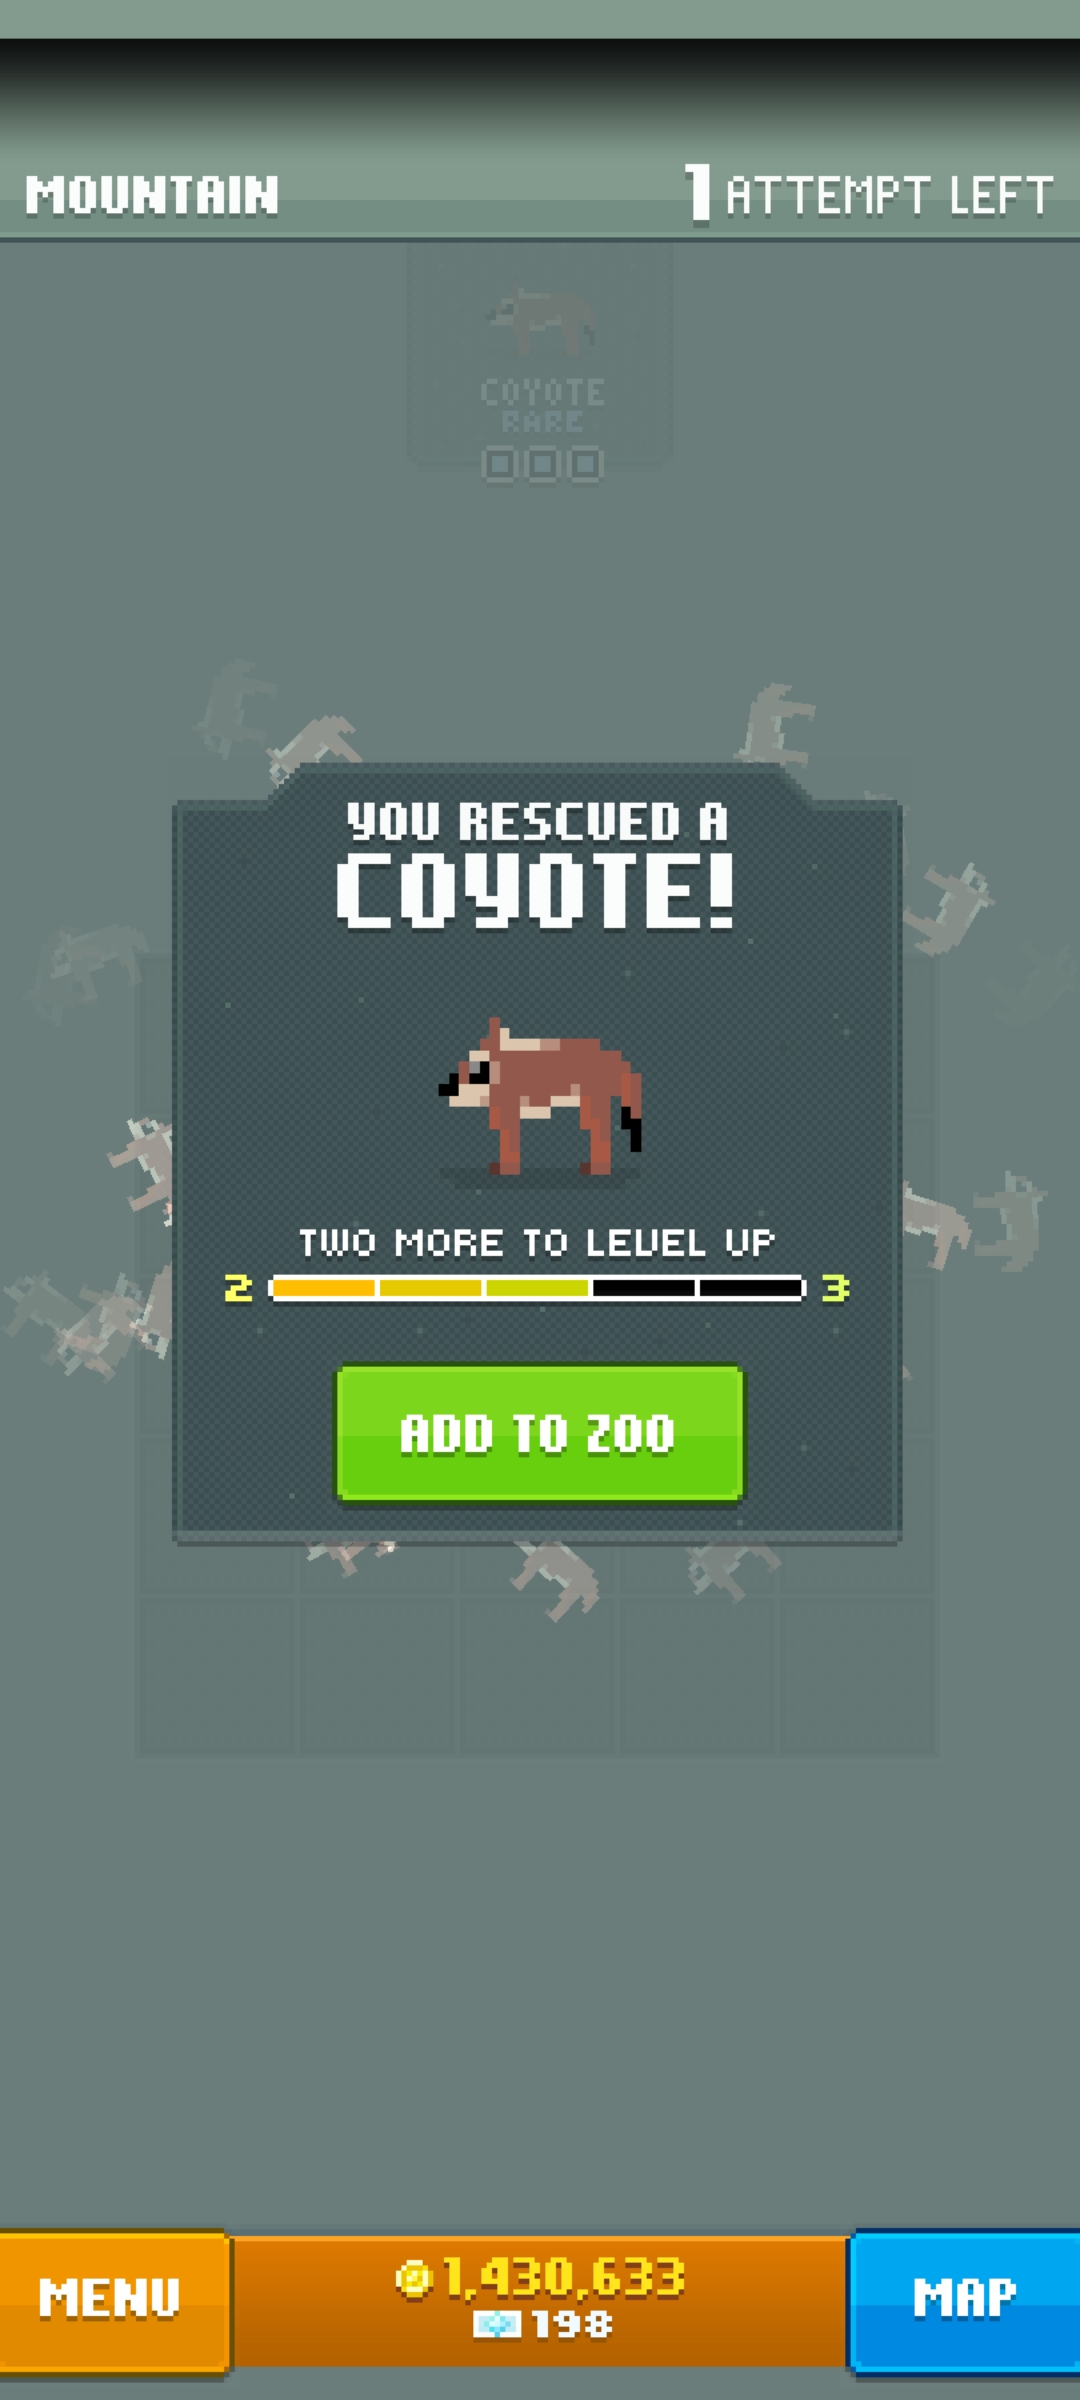 MOUNTAIN
1 ATTEMPT LEFT
COYOTE
RARE
YOU RESCUED A
COYOTE!
TWO MORE TO LEVEL UP
2 3
ADD TO ZOO
MENU
1,430,633
198
MAP